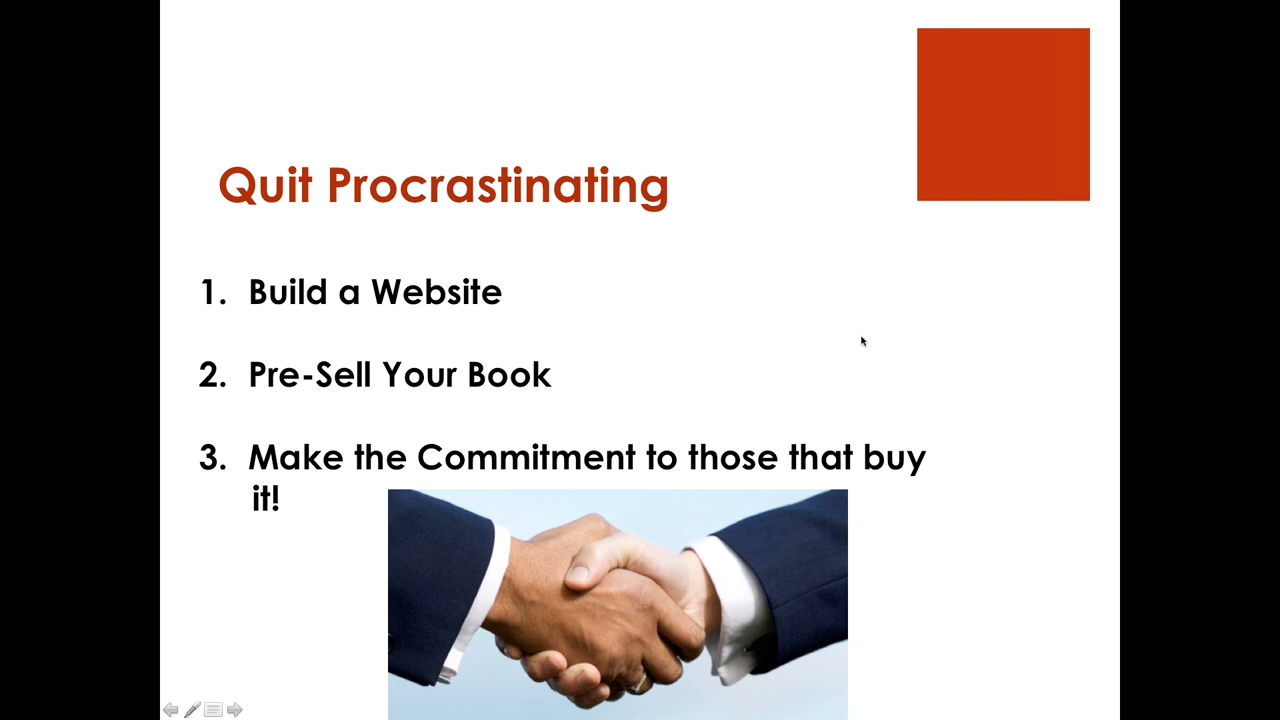 Quit Procrastinating
1. Build a Website
2. Pre-Sell Your Book
3. Make the Commitment to those that buy
it!